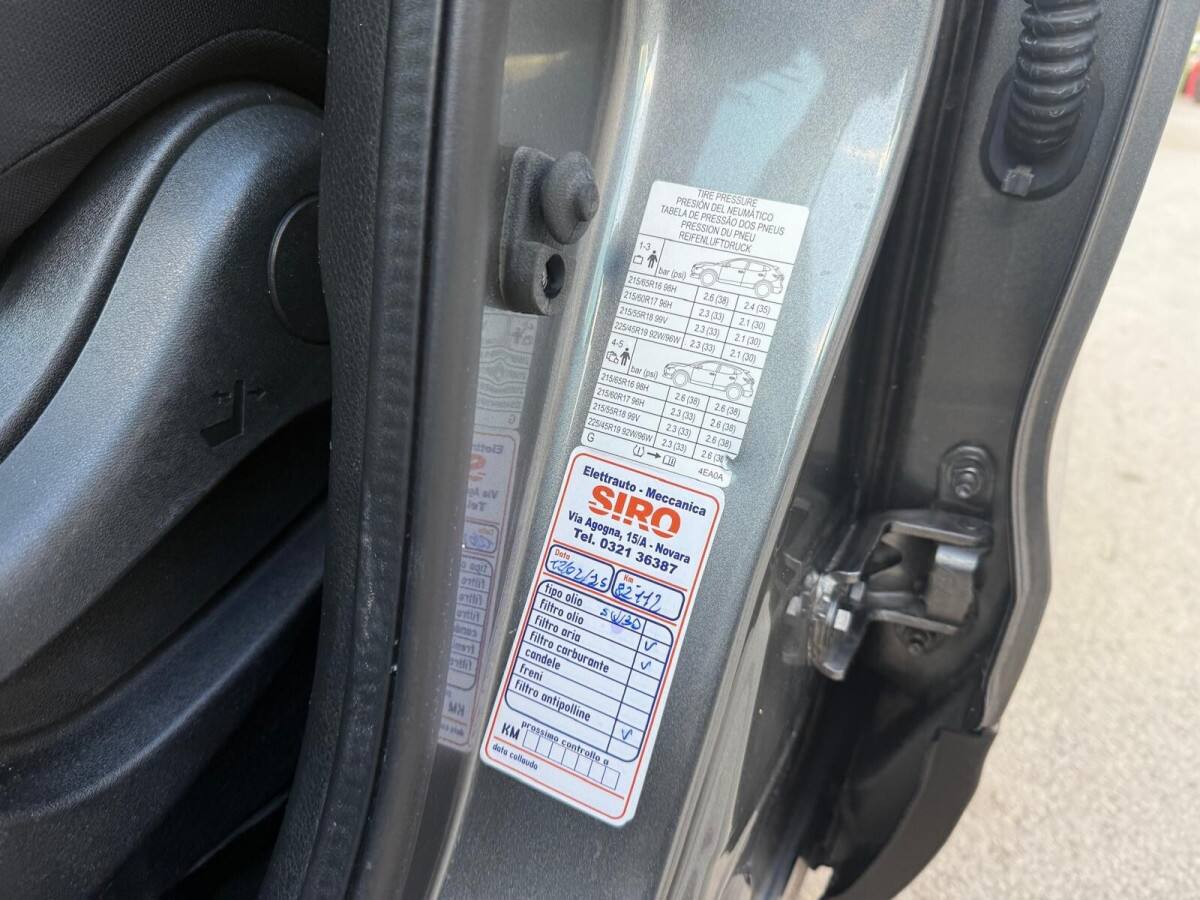 TIRE PRESSURE
PRESIÓN DEL NEUMÁTICO
TABELA DE PRESSÃO DOS PNEUS
PRESSION DU PNEU
REIFENLUFTDRUCK
1-3 bar (psi)
215/65R16 98H 2.6 (38) 2.4 (35)
215/60R17 96H 2.3 (33) 2.1 (30)
215/55R18 99V 2.3 (33) 2.1 (30)
225/45R19 92W/96W 2.3 (33) 2.1 (30)
4-5 bar (psi)
215/65R16 98H 2.6 (38) 2.6 (38)
215/60R17 96H 2.3 (33) 2.6 (38)
215/55R18 99V 2.3 (33) 2.6 (38)
225/45R19 92W/96W 2.3 (33) 2.6 (38)
G 4EA0A
Elettrauto - Meccanica
SIRO
Via Agogna, 15/A - Novara
Tel. 0321 36387
Data Km
82112
tipo olio 5W30
filtro olio ✓
filtro aria ✓
filtro carburante
candele
freni
filtro antipolline ✓
prossimo controllo a
KM
data collaudo